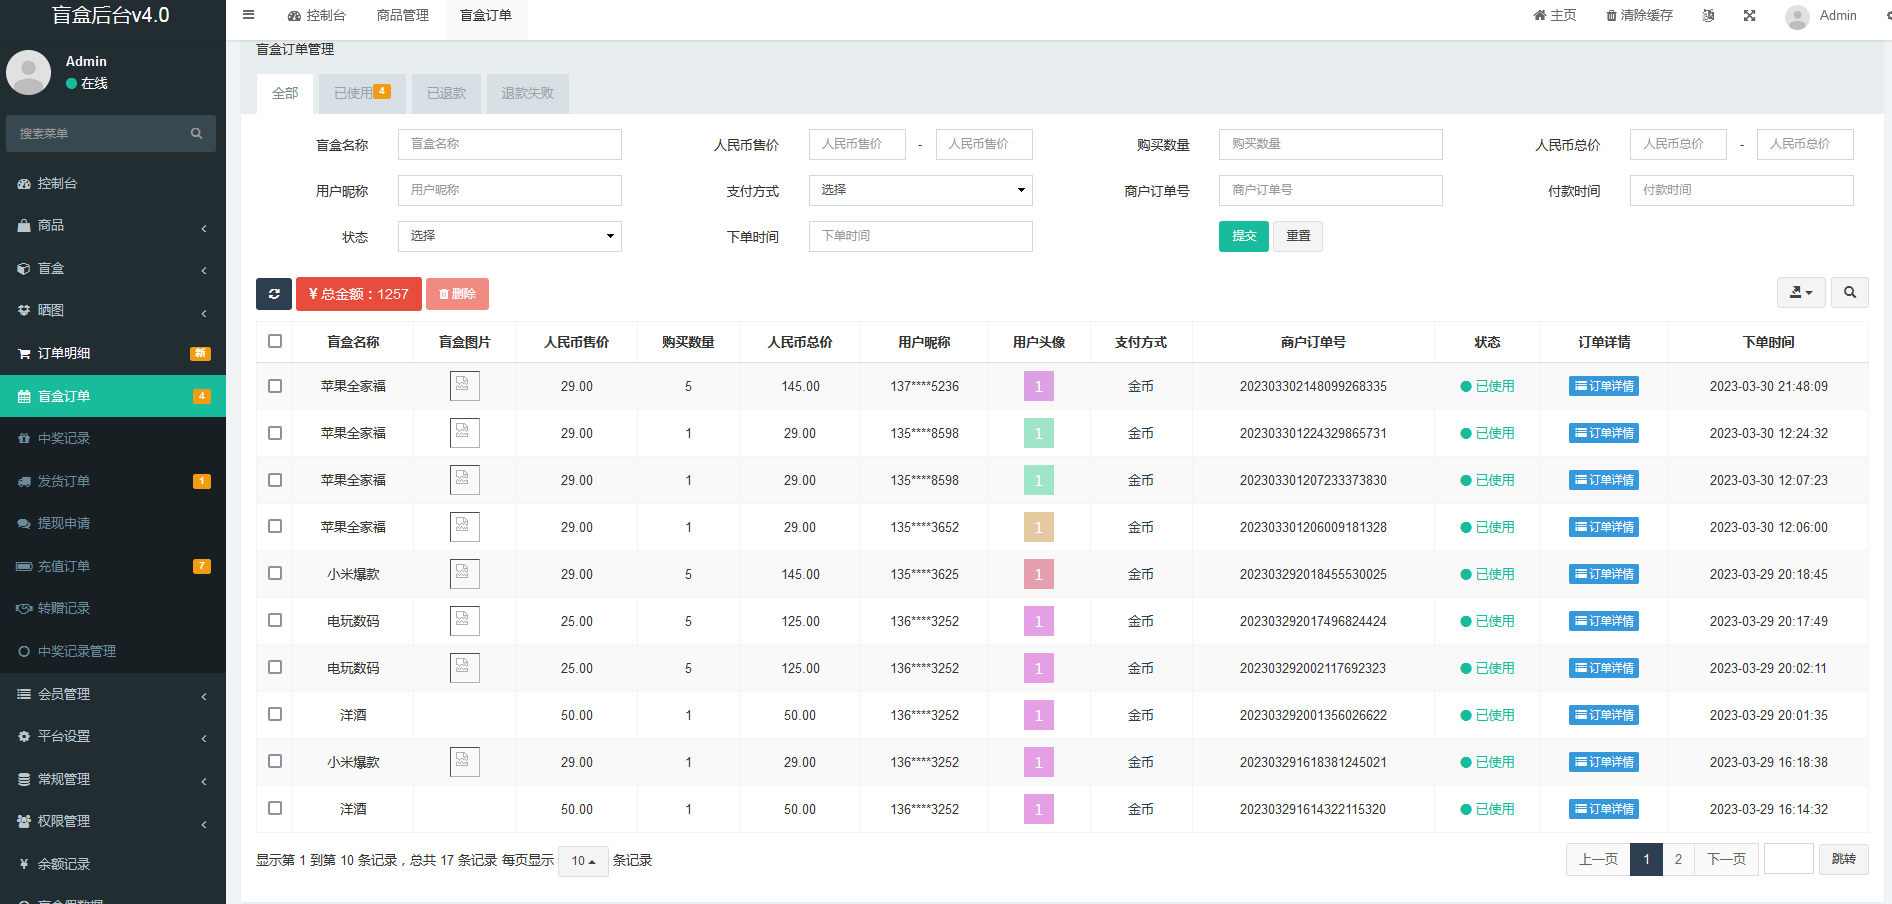 盲盒后台v4.0
Admin
在线
搜索菜单
控制台
商品
盲盒
晒图
订单明细 新
盲盒订单 4
中奖记录
发货订单 1
提现申请
充值订单 7
转赠记录
中奖记录管理
会员管理
平台设置
常规管理
权限管理
¥ 余额记录
控制台 商品管理 盲盒订单 主页 清除缓存 Admin
盲盒订单管理
全部 已使用 4 已退款 退款失败
盲盒名称 盲盒名称 人民币售价 人民币售价 - 人民币售价 购买数量 购买数量 人民币总价 人民币总价 - 人民币总价
用户昵称 用户昵称 支付方式 选择 商户订单号 商户订单号 付款时间 付款时间
状态 选择 下单时间 下单时间 提交 重置
¥ 总金额：1257 删除
盲盒名称 盲盒图片 人民币售价 购买数量 人民币总价 用户昵称 用户头像 支付方式 商户订单号 状态 订单详情 下单时间
苹果全家福 29.00 5 145.00 137****5236 1 金币 202303302148099268335 已使用 订单详情 2023-03-30 21:48:09
苹果全家福 29.00 1 29.00 135****8598 1 金币 202303301224329865731 已使用 订单详情 2023-03-30 12:24:32
苹果全家福 29.00 1 29.00 135****8598 1 金币 202303301207233373830 已使用 订单详情 2023-03-30 12:07:23
苹果全家福 29.00 1 29.00 135****3652 1 金币 202303301206009181328 已使用 订单详情 2023-03-30 12:06:00
小米爆款 29.00 5 145.00 135****3625 1 金币 202303292018455530025 已使用 订单详情 2023-03-29 20:18:45
电玩数码 25.00 5 125.00 136****3252 1 金币 202303292017496824424 已使用 订单详情 2023-03-29 20:17:49
电玩数码 25.00 5 125.00 136****3252 1 金币 202303292002117692323 已使用 订单详情 2023-03-29 20:02:11
洋酒 50.00 1 50.00 136****3252 1 金币 202303292001356026622 已使用 订单详情 2023-03-29 20:01:35
小米爆款 29.00 1 29.00 136****3252 1 金币 202303291618381245021 已使用 订单详情 2023-03-29 16:18:38
洋酒 50.00 1 50.00 136****3252 1 金币 202303291614322115320 已使用 订单详情 2023-03-29 16:14:32
显示第 1 到第 10 条记录，总共 17 条记录 每页显示 10 条记录 上一页 1 2 下一页 跳转